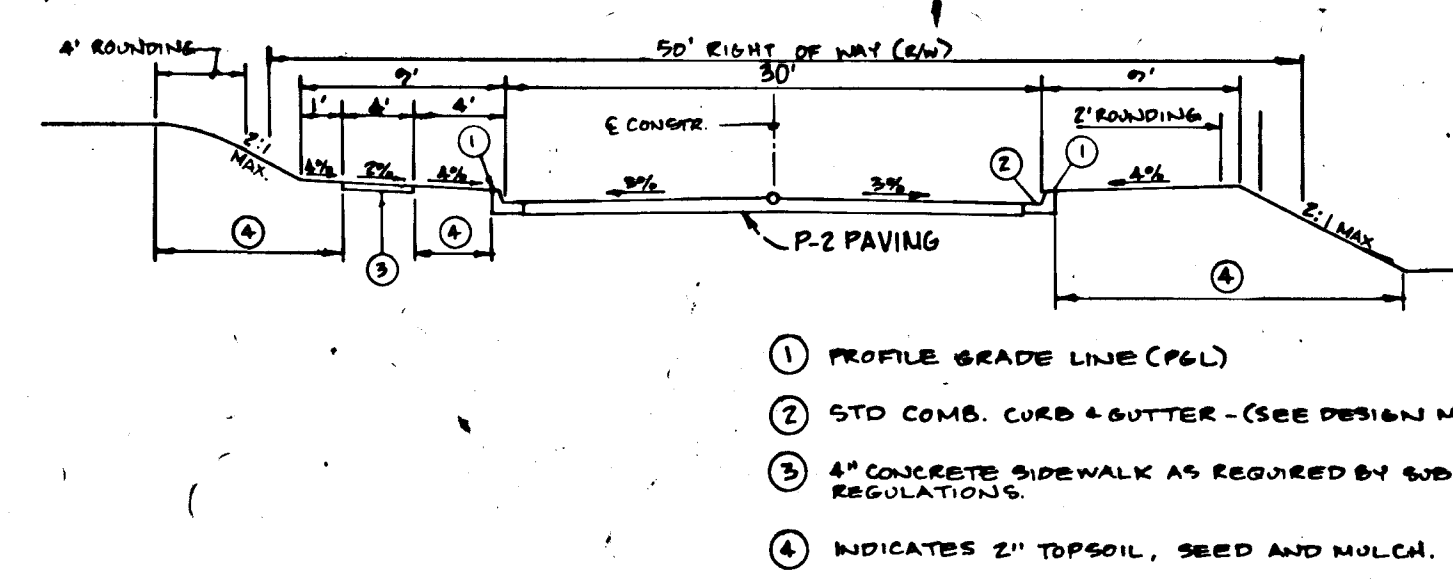 4' ROUNDING
50' RIGHT OF WAY (R/W)
9'
30'
9'
1'
4'
4'
2' ROUNDING
℄ CONSTR.
1
2
1
2:1
MAX.
4%
2%
4%
3%
3%
4%
2:1 MAX
4
4
3
P-2 PAVING
4
1 PROFILE GRADE LINE (PGL)
2 STD COMB. CURB & GUTTER - (SEE DESIGN N
3 4" CONCRETE SIDEWALK AS REQUIRED BY SUB
REGULATIONS.
4 INDICATES 2" TOPSOIL, SEED AND MULCH.